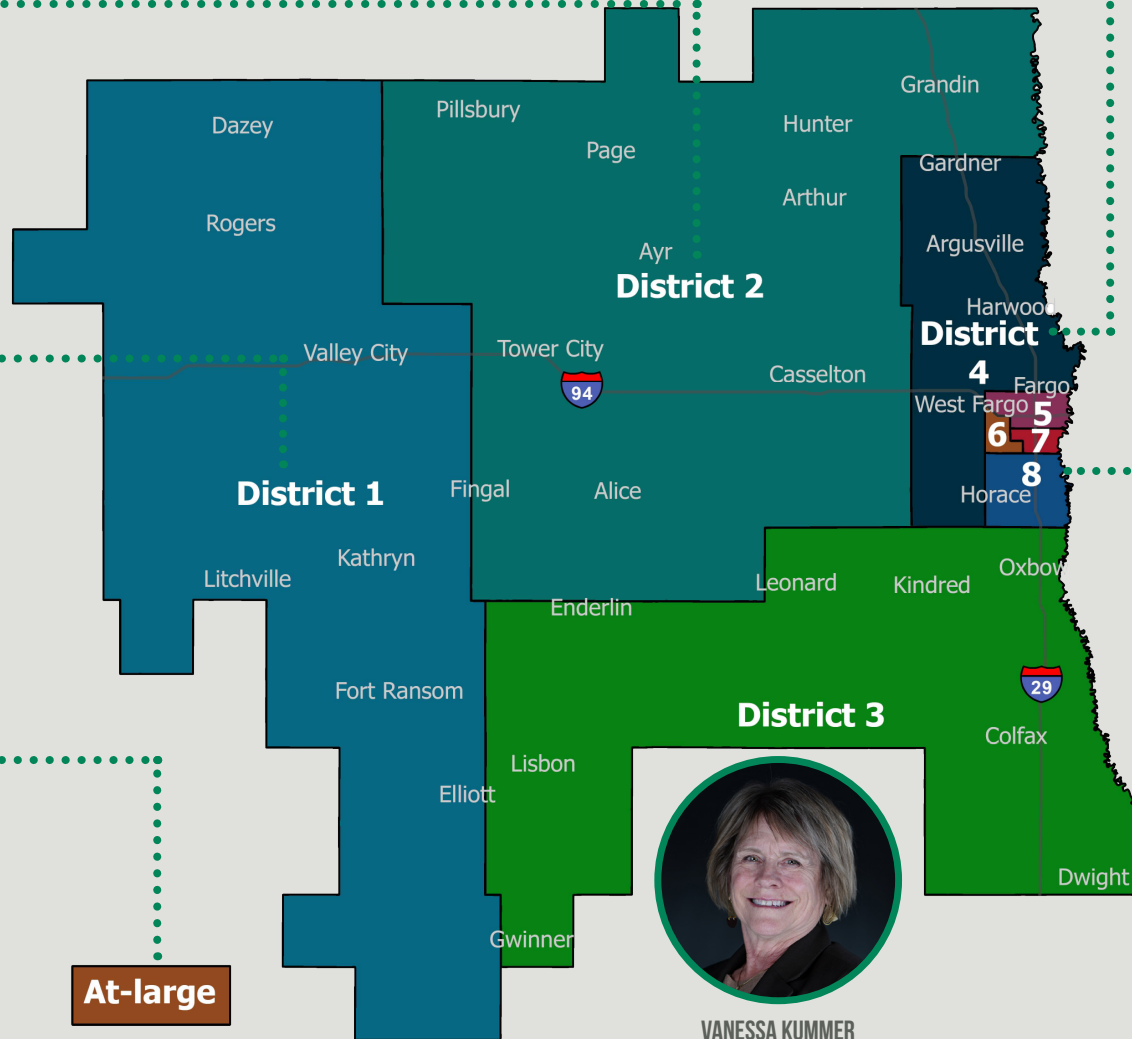 Grandin
Pillsbury
Hunter
Dazey
Page
Gardner
Arthur
Rogers
Argusville
Ayr
District 2
Harwood
District
4
Valley City
Tower City
Casselton
Fargo
94
West Fargo
5
6
7
8
District 1
Fingal
Alice
Horace
Kathryn
Oxbow
Litchville
Leonard
Kindred
Enderlin
Fort Ransom
29
District 3
Colfax
Lisbon
Elliott
Dwight
Gwinner
At-large
VANESSA KUMMER